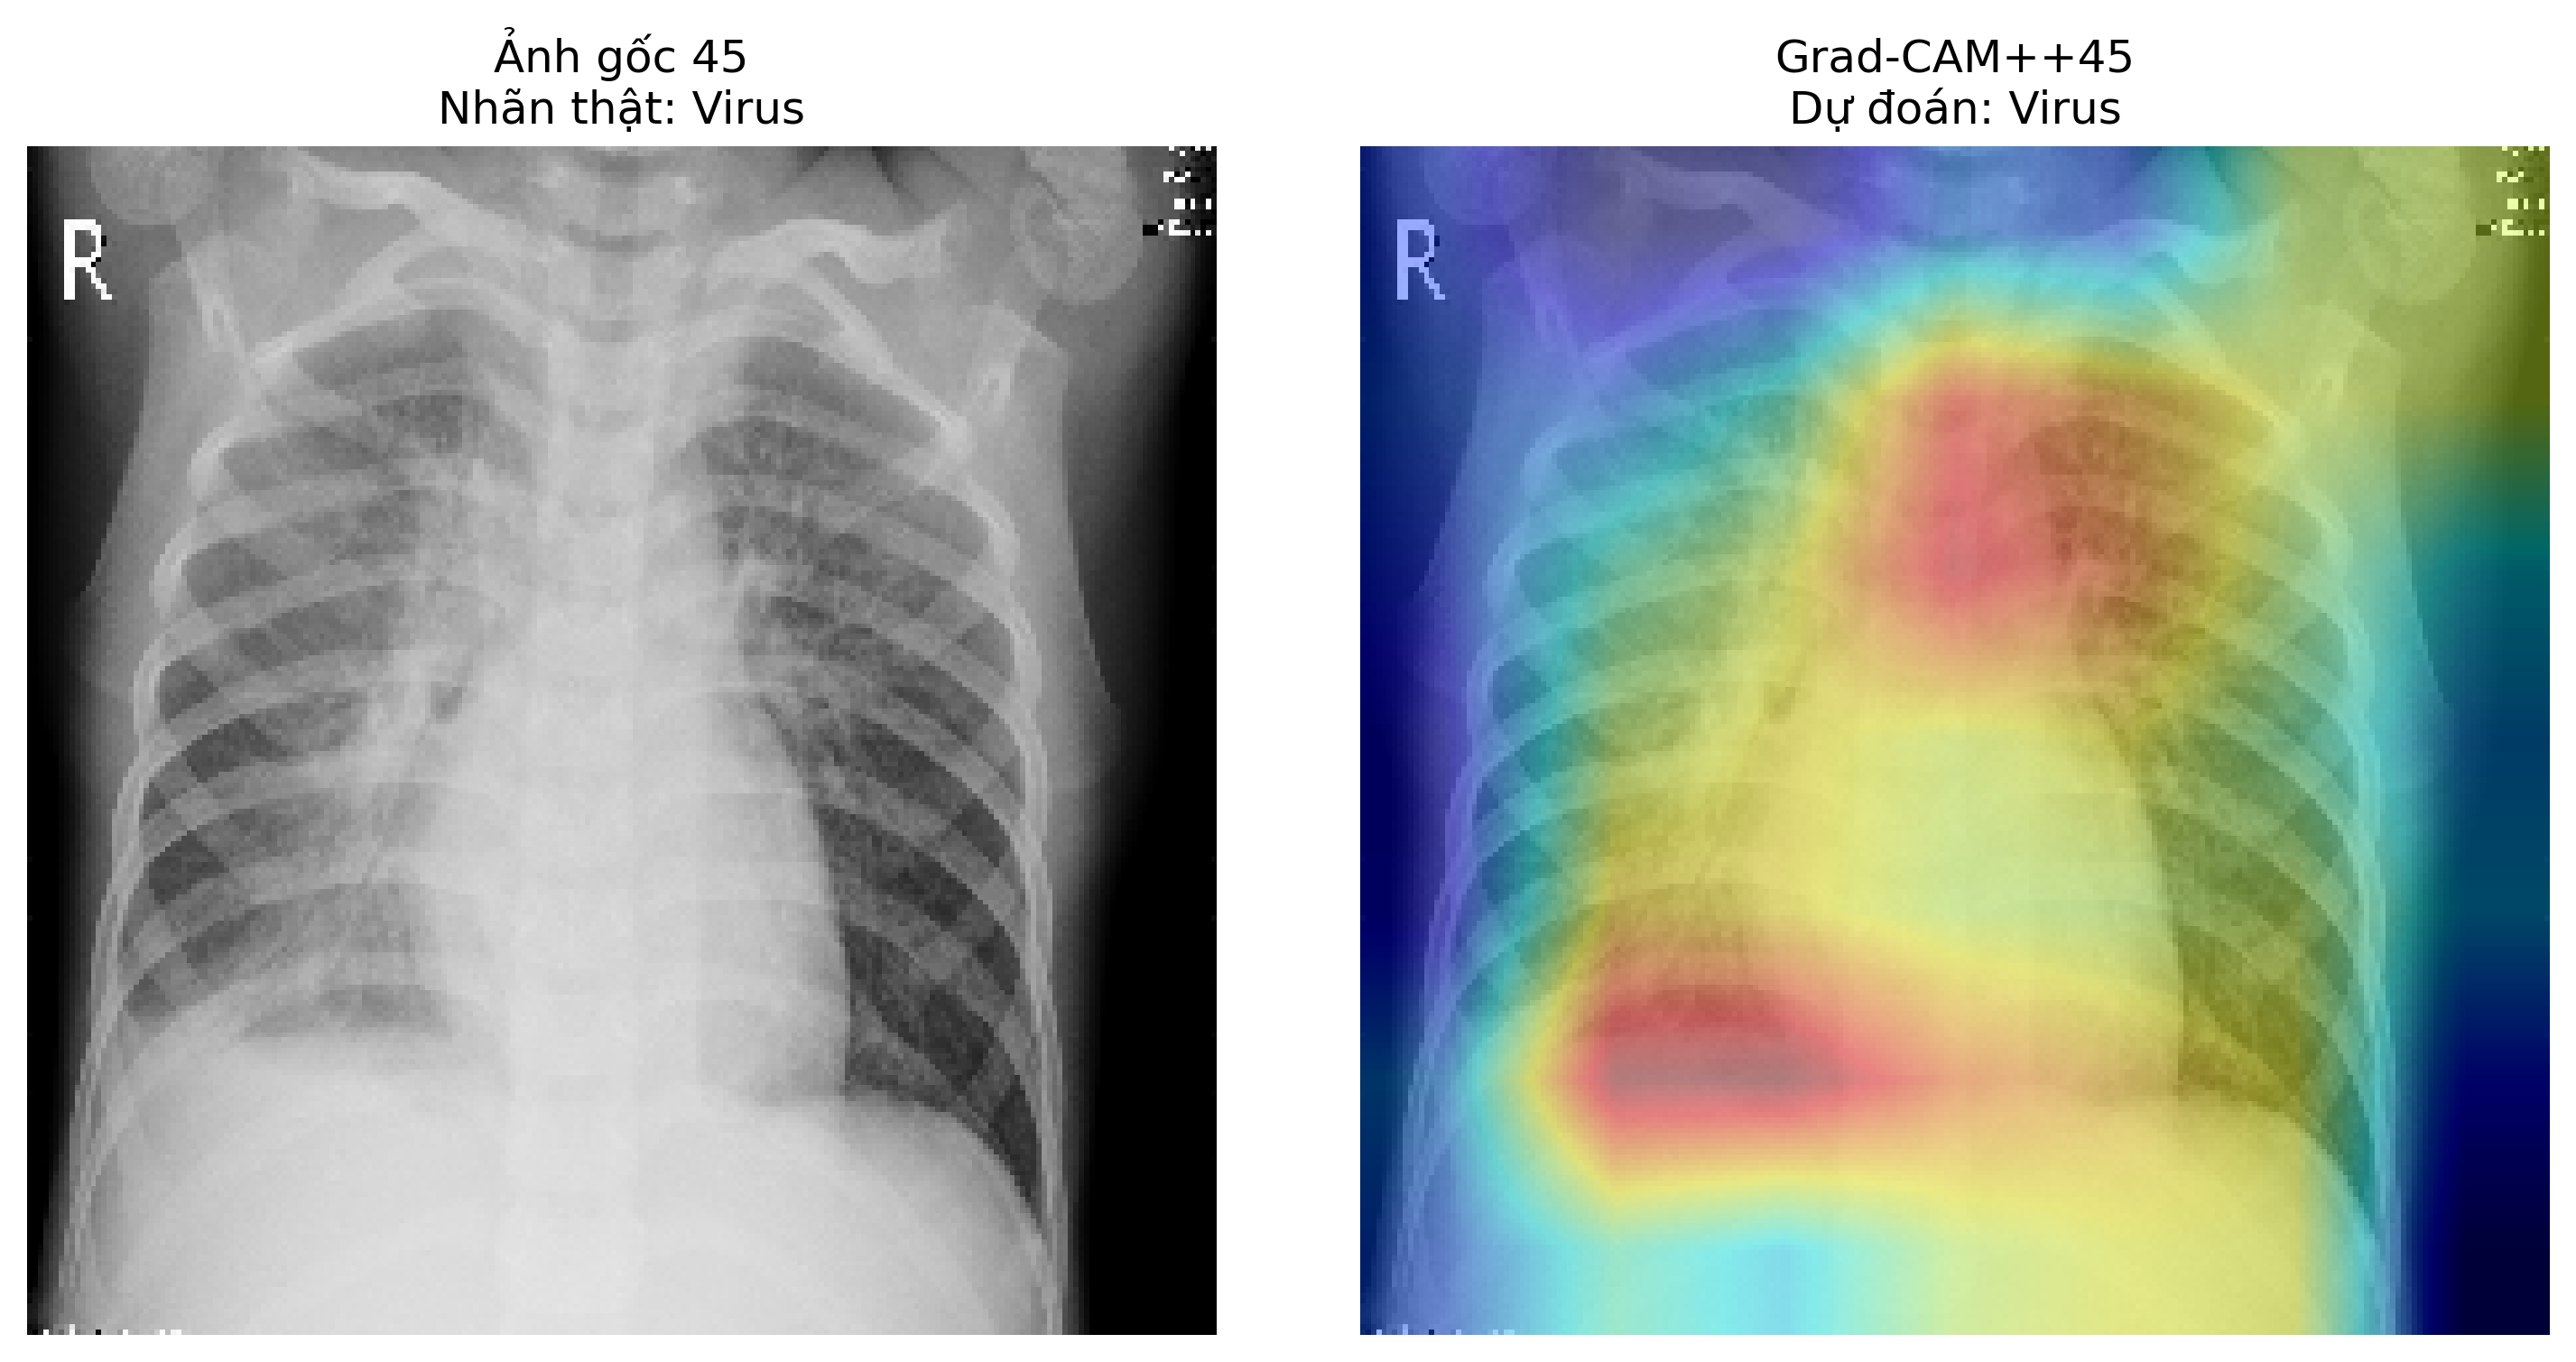 Ảnh gốc 45
Nhãn thật: Virus
Grad-CAM++45
Dự đoán: Virus
R
R